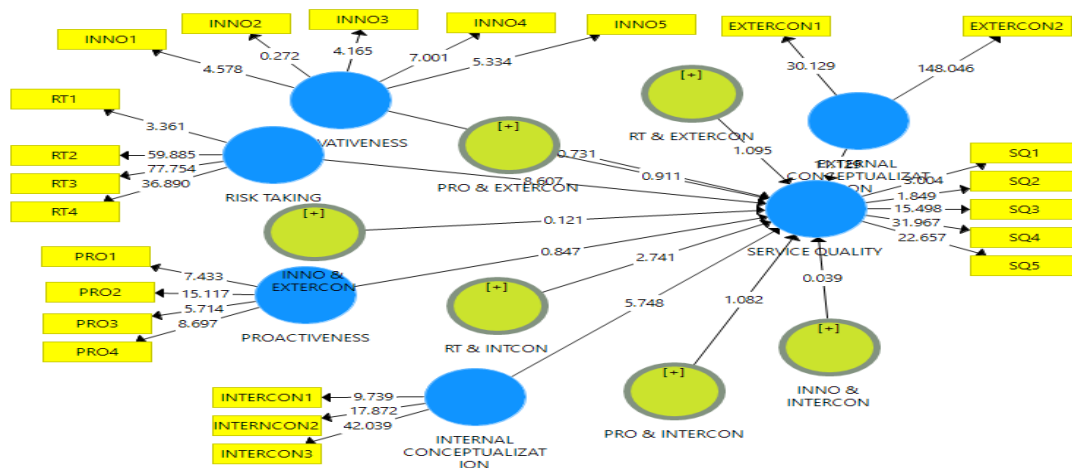 INNO1
INNO2
INNO3
INNO4
INNO5
EXTERCON1
EXTERCON2
4.578
0.272
4.165
7.001
5.334
30.129
148.046
RT1
RT2
RT3
RT4
3.361
59.885
77.754
36.890
VATIVENESS
RISK TAKING
[+]
PRO & EXTERCON
[+]
RT & EXTERCON
1.095
0.731
0.911
8.607
EXTERNAL
CONCEPTUALIZAT
ION
SQ1
SQ2
SQ3
SQ4
SQ5
3.004
1.849
15.498
31.967
22.657
SERVICE QUALITY
[+]
INNO &
EXTERCON
0.121
0.847
2.741
5.748
1.082
0.039
PRO1
PRO2
PRO3
PRO4
7.433
15.117
5.714
8.697
PROACTIVENESS
[+]
RT & INTCON
[+]
INNO &
INTERCON
[+]
PRO & INTERCON
INTERCON1
INTERNCON2
INTERCON3
9.739
17.872
42.039
INTERNAL
CONCEPTUALIZAT
ION